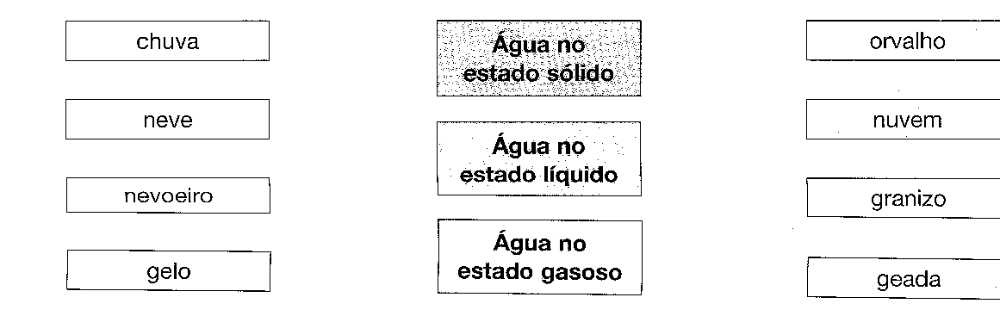 chuva
neve
nevoeiro
gelo
Água no
estado sólido
Água no
estado líquido
Água no
estado gasoso
orvalho
nuvem
granizo
geada